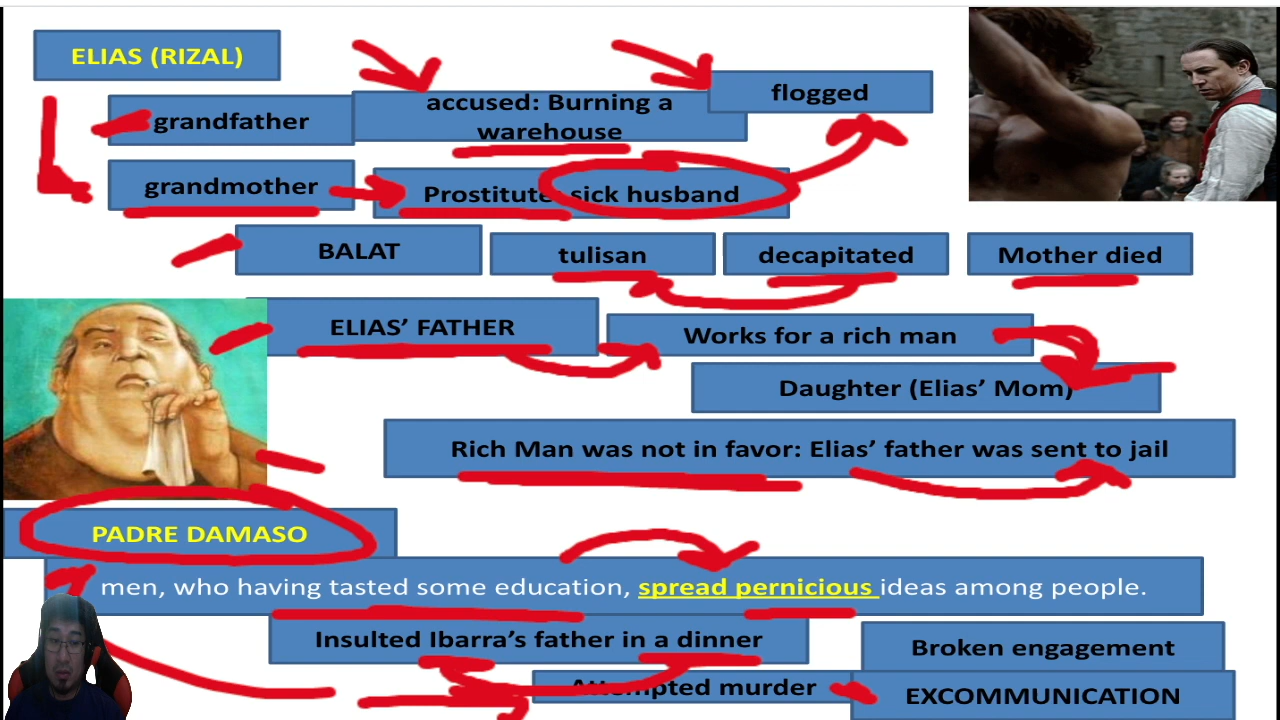 ELIAS (RIZAL)
grandfather
accused: Burning a
warehouse
flogged
grandmother
Prostitute: sick husband
BALAT
tulisan
decapitated
Mother died
ELIAS’ FATHER
Works for a rich man
Daughter (Elias’ Mom)
Rich Man was not in favor: Elias’ father was sent to jail
PADRE DAMASO
men, who having tasted some education, spread pernicious ideas among people.
Insulted Ibarra’s father in a dinner
Broken engagement
Attempted murder
EXCOMMUNICATION